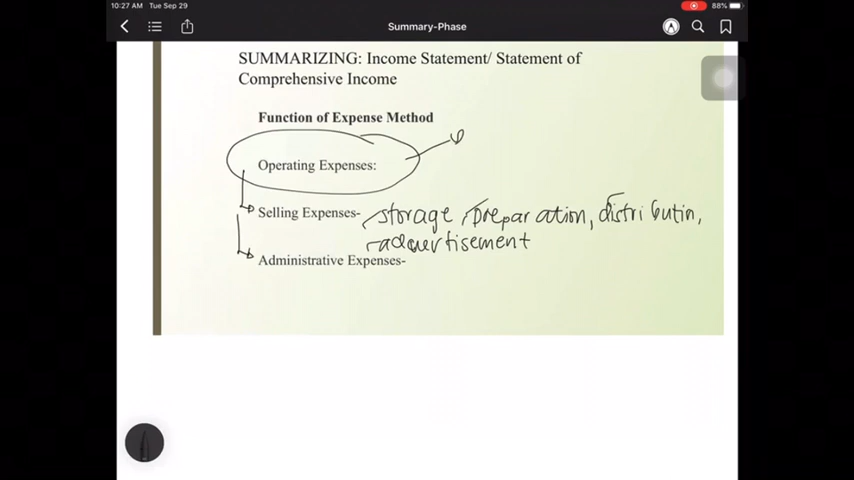 10:27 AM Tue Sep 29
88%
Summary-Phase
SUMMARIZING: Income Statement/ Statement of
Comprehensive Income
Function of Expense Method
Operating Expenses:
Selling Expenses- storage, preparation, distributin,
advertisement
Administrative Expenses-